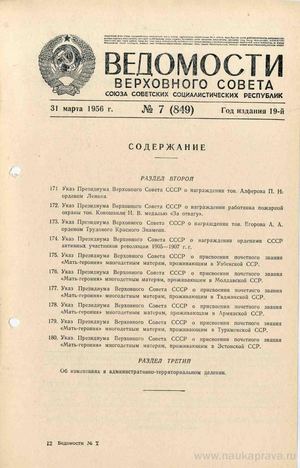 ВЕДОМОСТИ
ВЕРХОВНОГО СОВЕТА
СОЮЗА СОВЕТСКИХ СОЦИАЛИСТИЧЕСКИХ РЕСПУБЛИК
31 марта 1956 г.
№ 7 (849)
Год издания 19-й
СОДЕРЖАНИЕ
РАЗДЕЛ ВТОРОЙ
171. Указ Президиума Верховного Совета СССР о награждении тов. Алферова П. Н.
орденом Ленина.
172. Указ Президиума Верховного Совета СССР о награждении работника пожарной
охраны тов. Кокошкили Н. В. медалью «За отвагу».
173. Указ Президиума Верховного Совета СССР о награждении тов. Егорова А. А.
орденом Трудового Красного Знамени.
174. Указ Президиума Верховного Совета СССР о награждении орденами СССР
активных участников революции 1905—1907 г. г.
175. Указ Президиума Верховного Совета СССР о присвоении почетного звания
«Мать-героиня» многодетным матерям, проживающим в Узбекской ССР.
176. Указ Президиума Верховного Совета СССР о присвоении почетного звания
«Мать-героиня» многодетным матерям, проживающим в Молдавской ССР.
177. Указ Президиума Верховного Совета СССР о присвоении почетного звания
«Мать-героиня» многодетным матерям, проживающим в Таджикской ССР.
178. Указ Президиума Верховного Совета СССР о присвоении почетного звания
«Мать-героиня» многодетным матерям, проживающим в Армянской ССР.
179. Указ Президиума Верховного Совета СССР о присвоении почетного звания
«Мать-героиня» многодетным матерям, проживающим в Туркменской ССР.
180. Указ Президиума Верховного Совета СССР о присвоении почетного звания
«Мать-героиня» многодетным матерям, проживающим в Эстонской ССР.
РАЗДЕЛ ТРЕТИЙ
Об изменениях в административно-территориальном делении.
12 Ведомости № 7
www.naukaprava.ru